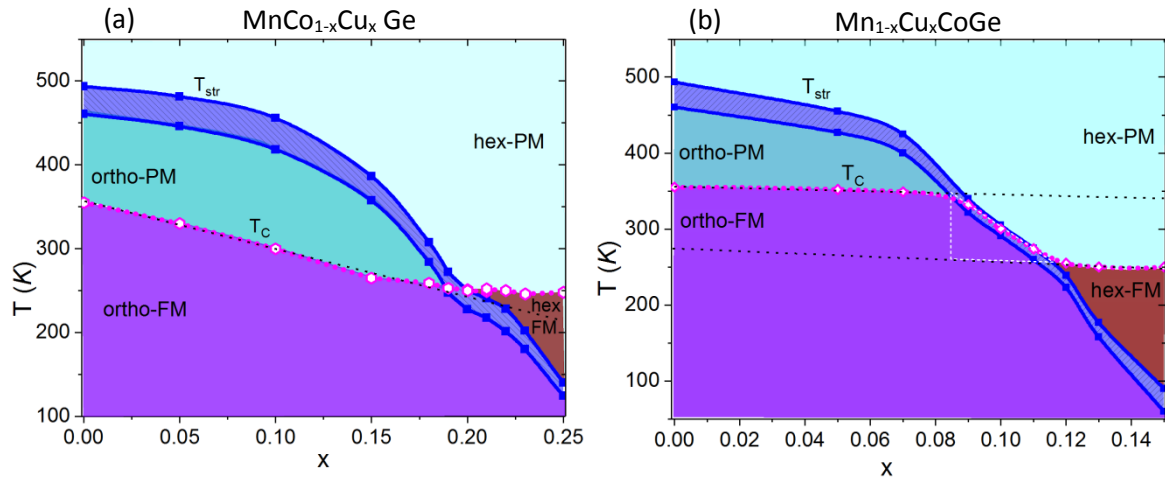 (a) MnCo1-xCux Ge
T (K)
500
400
300
200
100
Tstr
hex-PM
ortho-PM
TC
ortho-FM
hex
FM
0.00 0.05 0.10 0.15 0.20 0.25
x
(b) Mn1-xCuxCoGe
T (K)
500
400
300
200
100
Tstr
hex-PM
ortho-PM
TC
ortho-FM
hex-FM
0.00 0.02 0.04 0.06 0.08 0.10 0.12 0.14
x